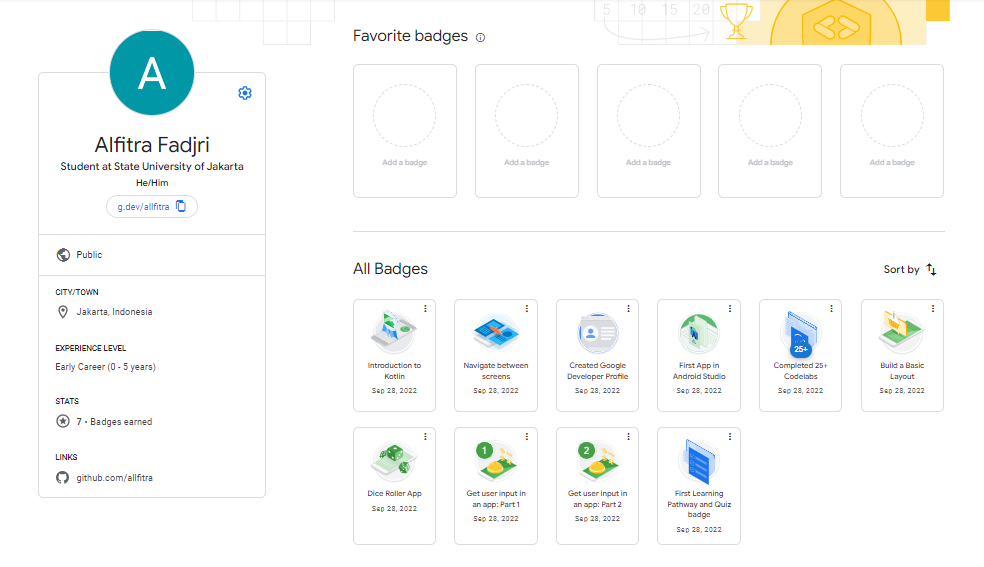 5 10 15 20
Favorite badges
A
Alfitra Fadjri
Student at State University of Jakarta
He/Him
g.dev/allfitra
Public
CITY/TOWN
Jakarta, Indonesia
EXPERIENCE LEVEL
Early Career (0 - 5 years)
STATS
7 • Badges earned
LINKS
github.com/allfitra
Add a badge
Add a badge
Add a badge
Add a badge
Add a badge
All Badges
Sort by
Introduction to
Kotlin
Sep 28, 2022
Navigate between
screens
Sep 28, 2022
Created Google
Developer Profile
Sep 28, 2022
First App in
Android Studio
Sep 28, 2022
25+
Completed 25+
Codelabs
Sep 28, 2022
Build a Basic
Layout
Sep 28, 2022
Dice Roller App
Sep 28, 2022
1
Get user input in
an app: Part 1
Sep 28, 2022
2
Get user input in
an app: Part 2
Sep 28, 2022
First Learning
Pathway and Quiz
badge
Sep 28, 2022